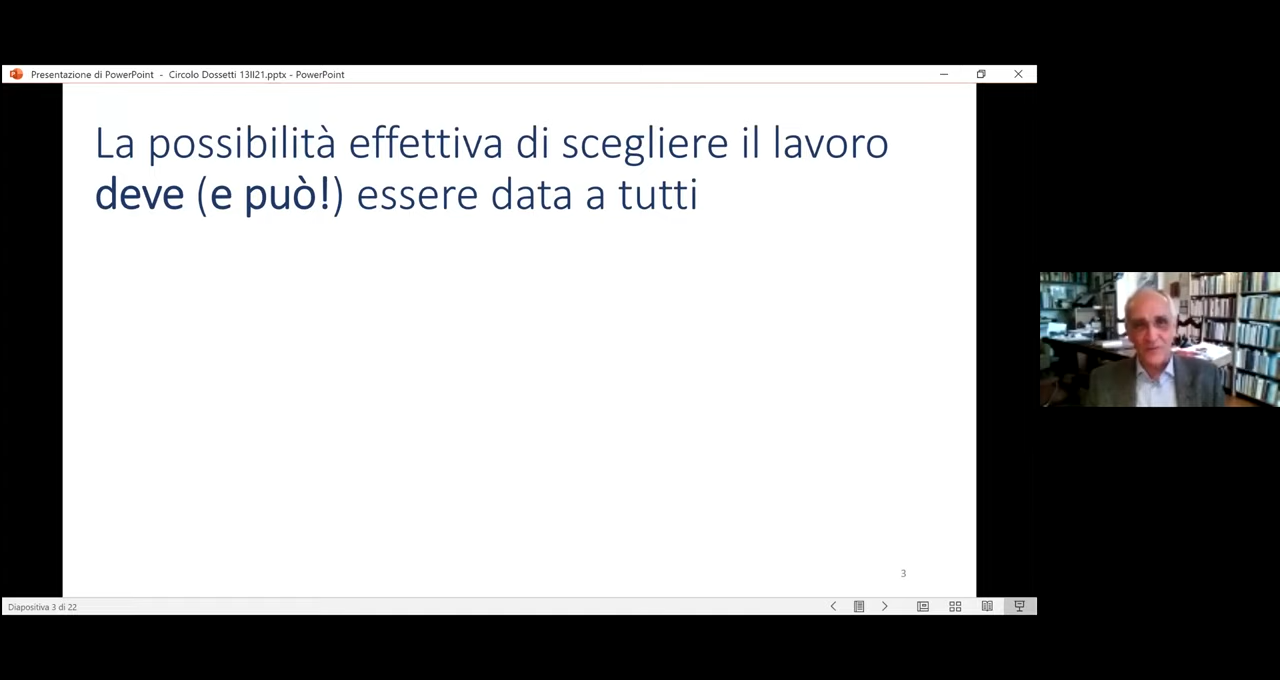 Presentazione di PowerPoint - Circolo Dossetti 13II21.pptx - PowerPoint
La possibilità effettiva di scegliere il lavoro
deve (e può!) essere data a tutti
3
Diapositiva 3 di 22